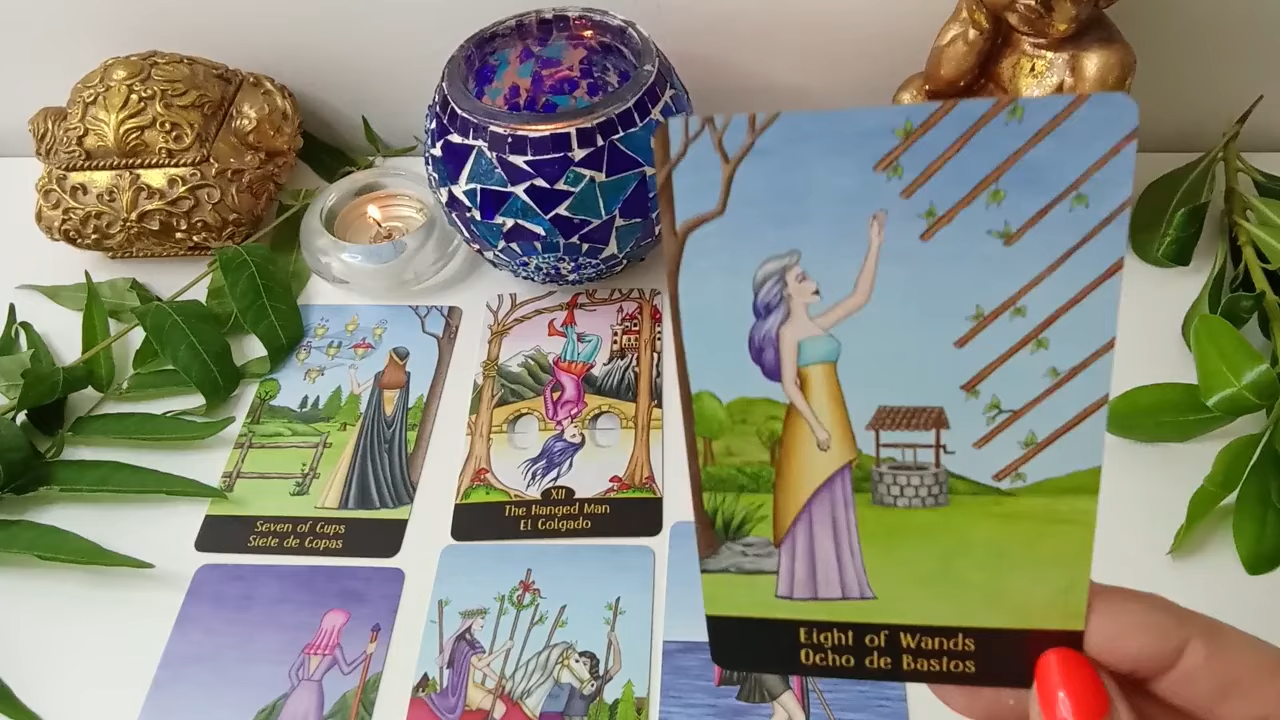 Seven of Cups
Siete de Copas
XII
The Hanged Man
El Colgado
Eight of Wands
Ocho de Bastos